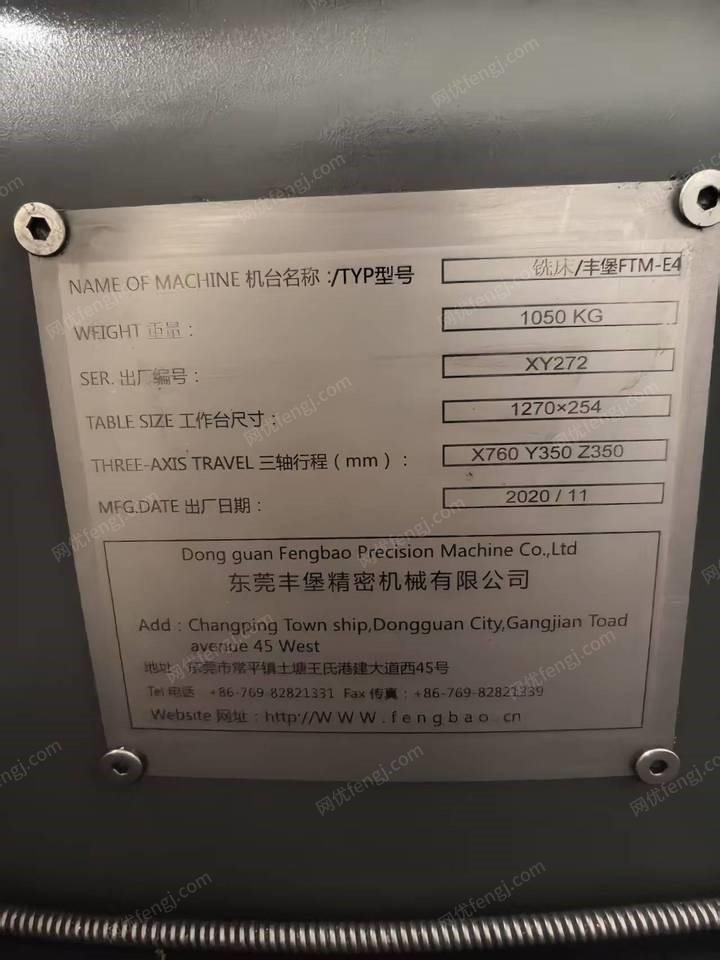 NAME OF MACHINE 机台名称:/TYP型号 铣床/丰堡FTM-E4
WEIGHT 重量: 1050 KG
SER. 出厂编号: XY272
TABLE SIZE 工作台尺寸: 1270×254
THREE-AXIS TRAVEL 三轴行程(mm): X760 Y350 Z350
MFG.DATE 出厂日期: 2020/11
Dong guan Fengbao Precision Machine Co.,Ltd
东莞丰堡精密机械有限公司
Add:Changping Town ship,Dongguan City,Gangjian Toad
avenue 45 West
地址:东莞市常平镇土塘王氏港建大道西45号
Tel 电话 +86-769-82821331 Fax 传真:+86-769-82821339
Website 网址:http//WWW.fengbao.cn
网优fengj.com